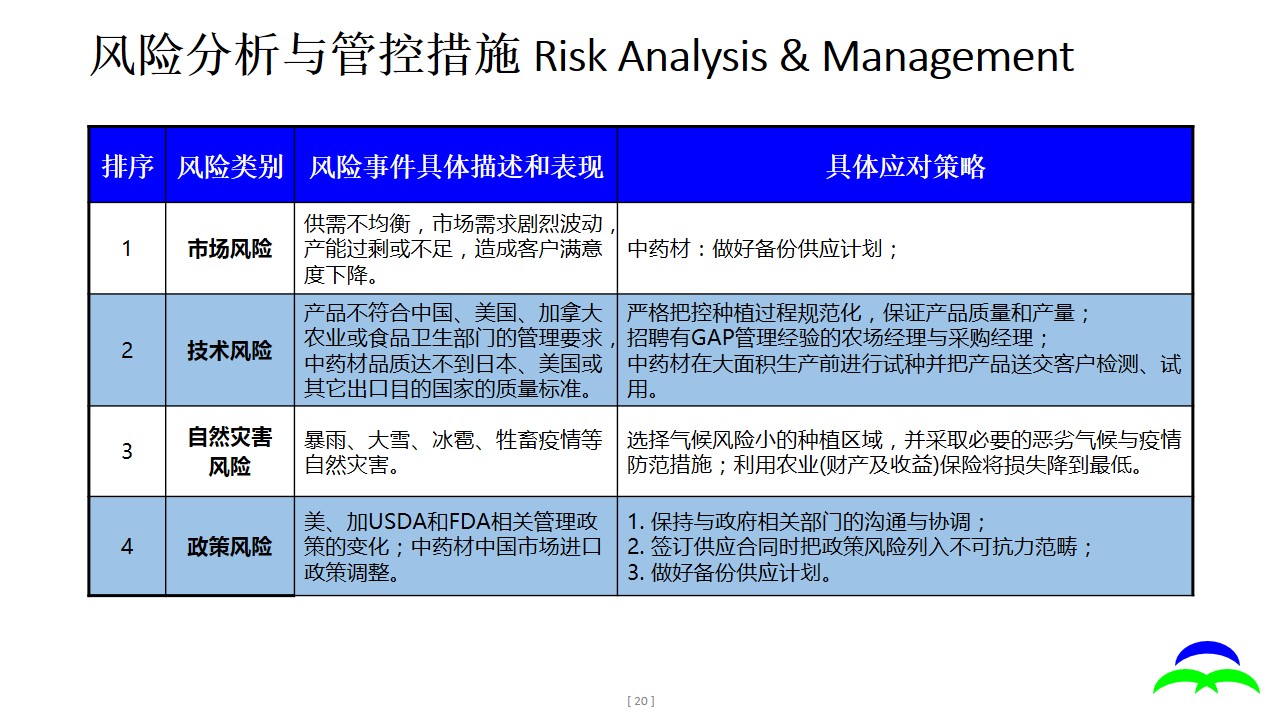 风险分析与管控措施 Risk Analysis & Management
排序
风险类别
风险事件具体描述和表现
具体应对策略
1
市场风险
供需不均衡，市场需求剧烈波动，
产能过剩或不足，造成客户满意
度下降。
中药材：做好备份供应计划；
2
技术风险
产品不符合中国、美国、加拿大
农业或食品卫生部门的管理要求，
中药材品质达不到日本、美国或
其它出口目的国家的质量标准。
严格把控种植过程规范化，保证产品质量和产量；
招聘有GAP管理经验的农场经理与采购经理；
中药材在大面积生产前进行试种并把产品送交客户检测、试
用。
3
自然灾害
风险
暴雨、大雪、冰雹、牲畜疫情等
自然灾害。
选择气候风险小的种植区域，并采取必要的恶劣气候与疫情
防范措施；利用农业(财产及收益)保险将损失降到最低。
4
政策风险
美、加USDA和FDA相关管理政
策的变化；中药材中国市场进口
政策调整。
1. 保持与政府相关部门的沟通与协调；
2. 签订供应合同时把政策风险列入不可抗力范畴；
3. 做好备份供应计划。
[ 20 ]